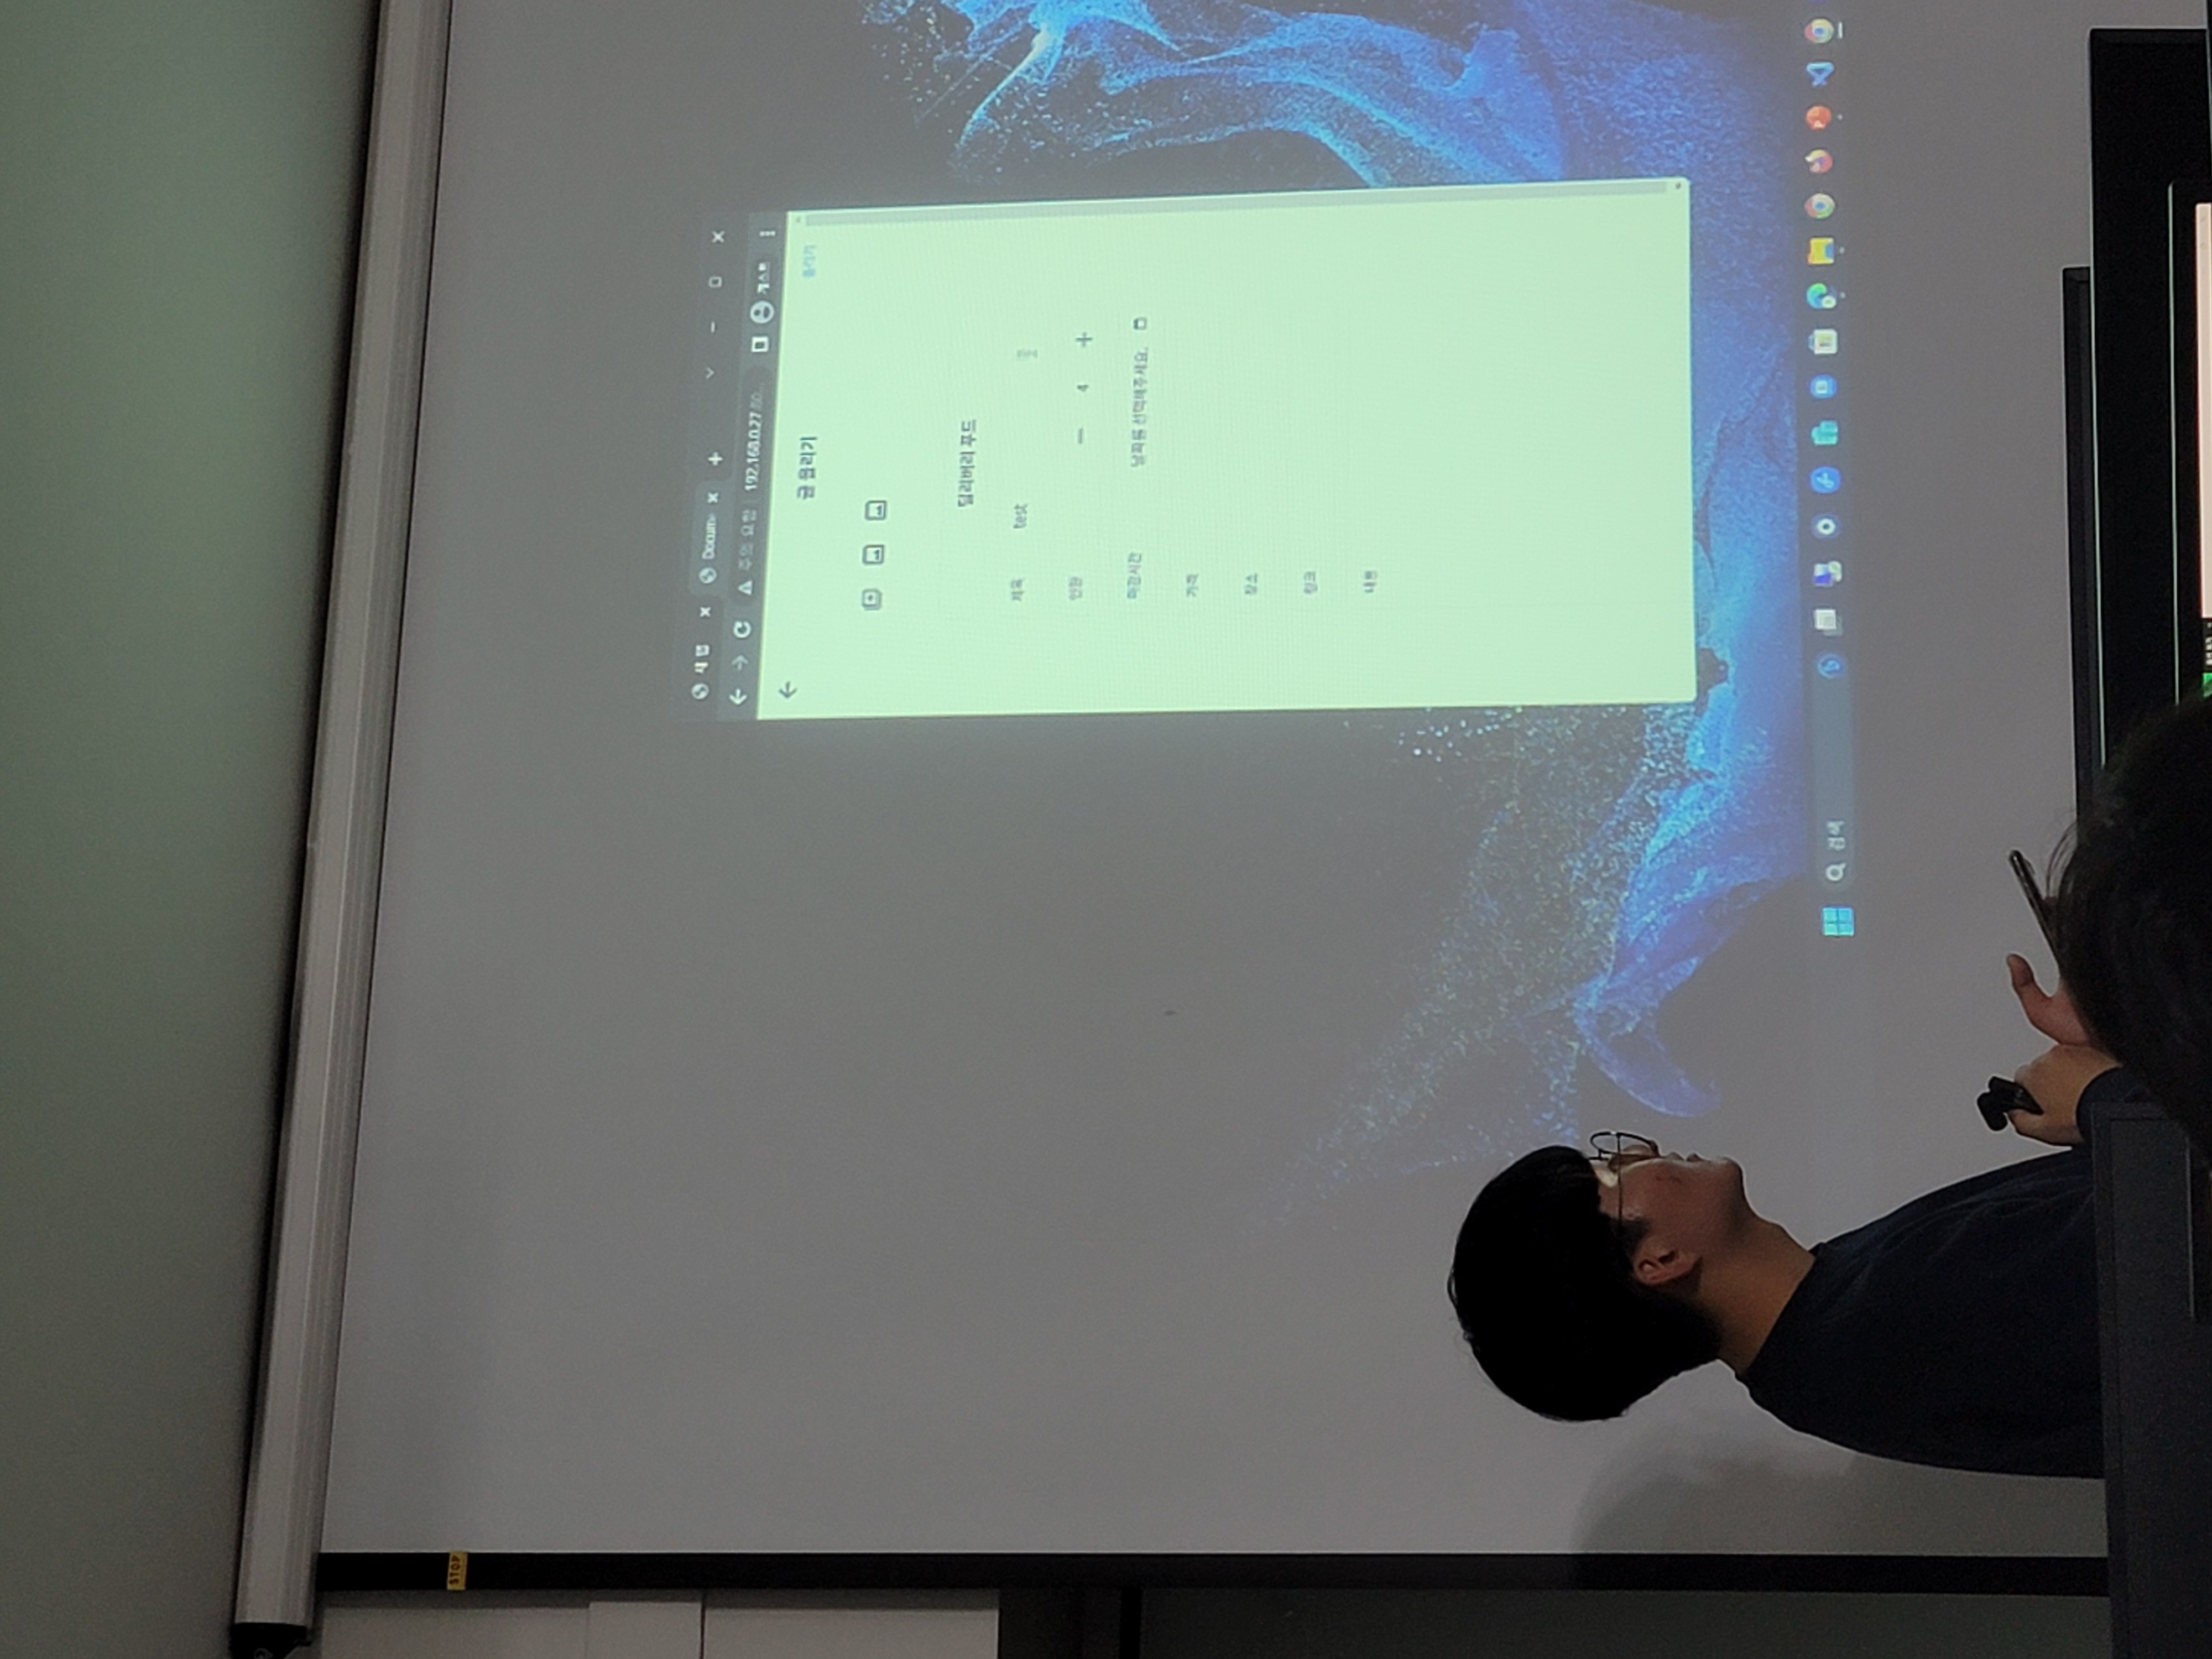 STOP
새 탭
Docum
주의 요함 192.168.0.27:80...
게스트
글 올리기
올리기
딜리버리 푸드
제목 test
인원 4
마감시간 날짜를 선택해주세요.
가격
장소
링크
내용
검색